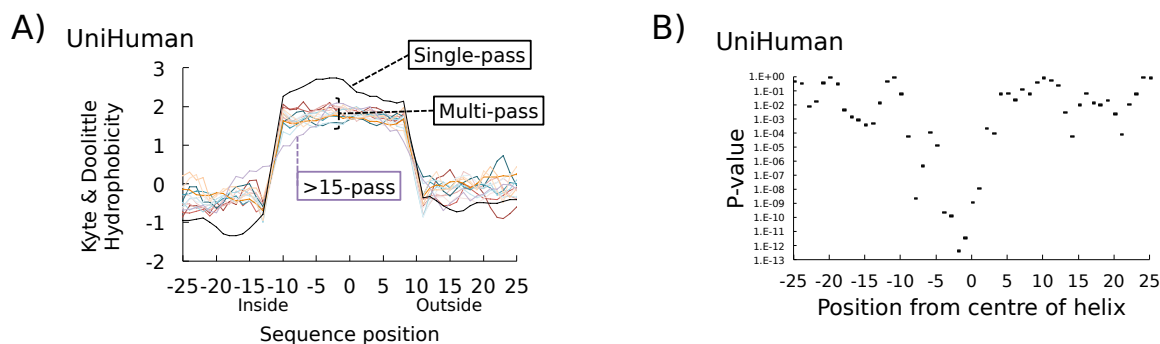 A)
UniHuman
Kyte & Doolittle
Hydrophobicity
3
2
1
0
-1
-2
Single-pass
Multi-pass
>15-pass
-25 -20 -15 -10 -5 0 5 10 15 20 25
Inside Outside
Sequence position
B)
UniHuman
P-value
1.E+00
1.E-01
1.E-02
1.E-03
1.E-04
1.E-05
1.E-06
1.E-07
1.E-08
1.E-09
1.E-10
1.E-11
1.E-12
1.E-13
-25 -20 -15 -10 -5 0 5 10 15 20 25
Position from centre of helix